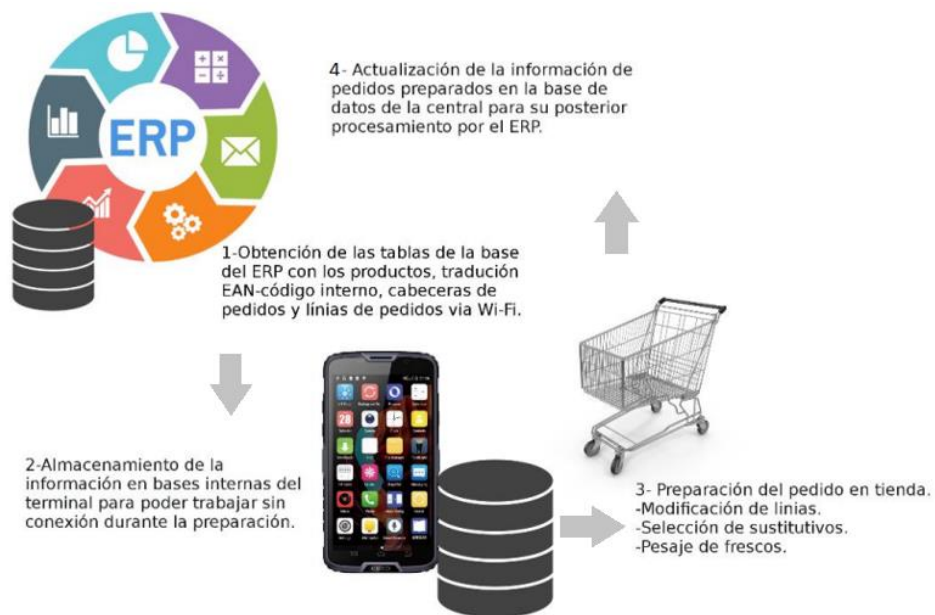 ERP
4- Actualización de la información de
pedidos preparados en la base de
datos de la central para su posterior
procesamiento por el ERP.
1-Obtención de las tablas de la base
del ERP con los productos, tradución
EAN-código interno, cabeceras de
pedidos y línias de pedidos via Wi-Fi.
2-Almacenamiento de la
información en bases internas del
terminal para poder trabajar sin
conexión durante la preparación.
3- Preparación del pedido en tienda.
-Modificación de linias.
-Selección de sustitutivos.
-Pesaje de frescos.